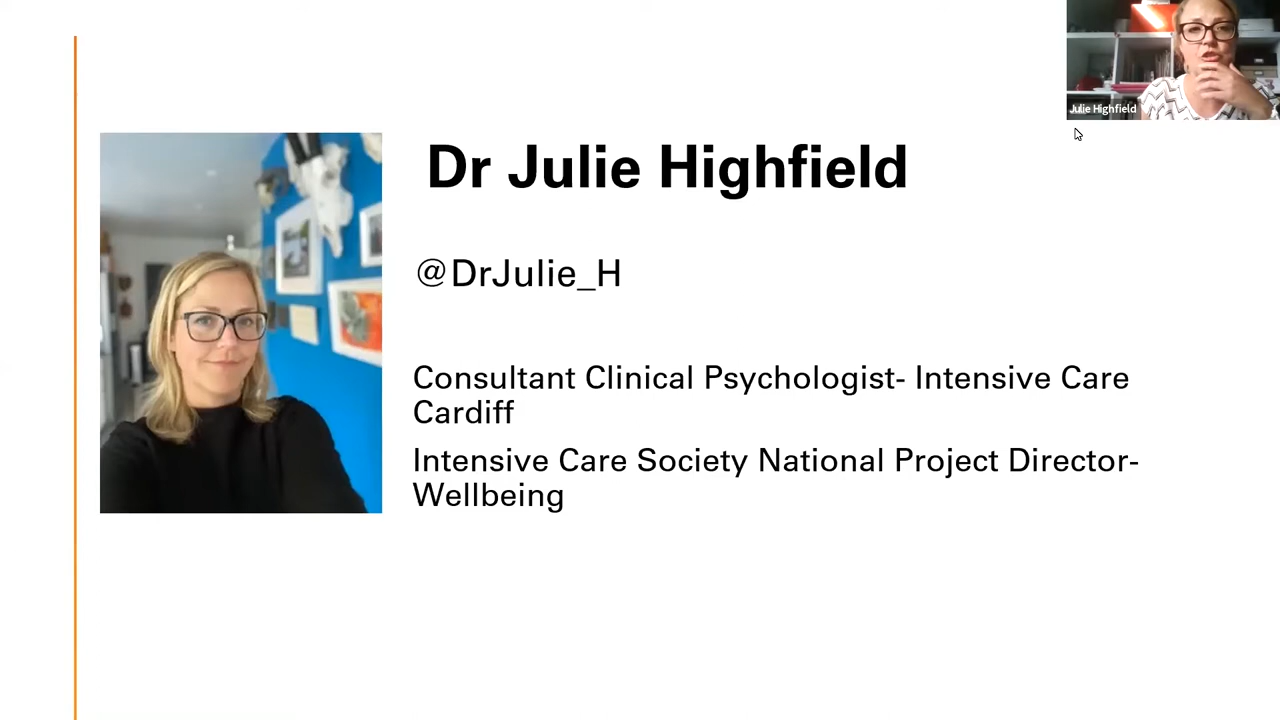 Julie Highfield
Dr Julie Highfield
@DrJulie_H
Consultant Clinical Psychologist- Intensive Care
Cardiff
Intensive Care Society National Project Director-
Wellbeing